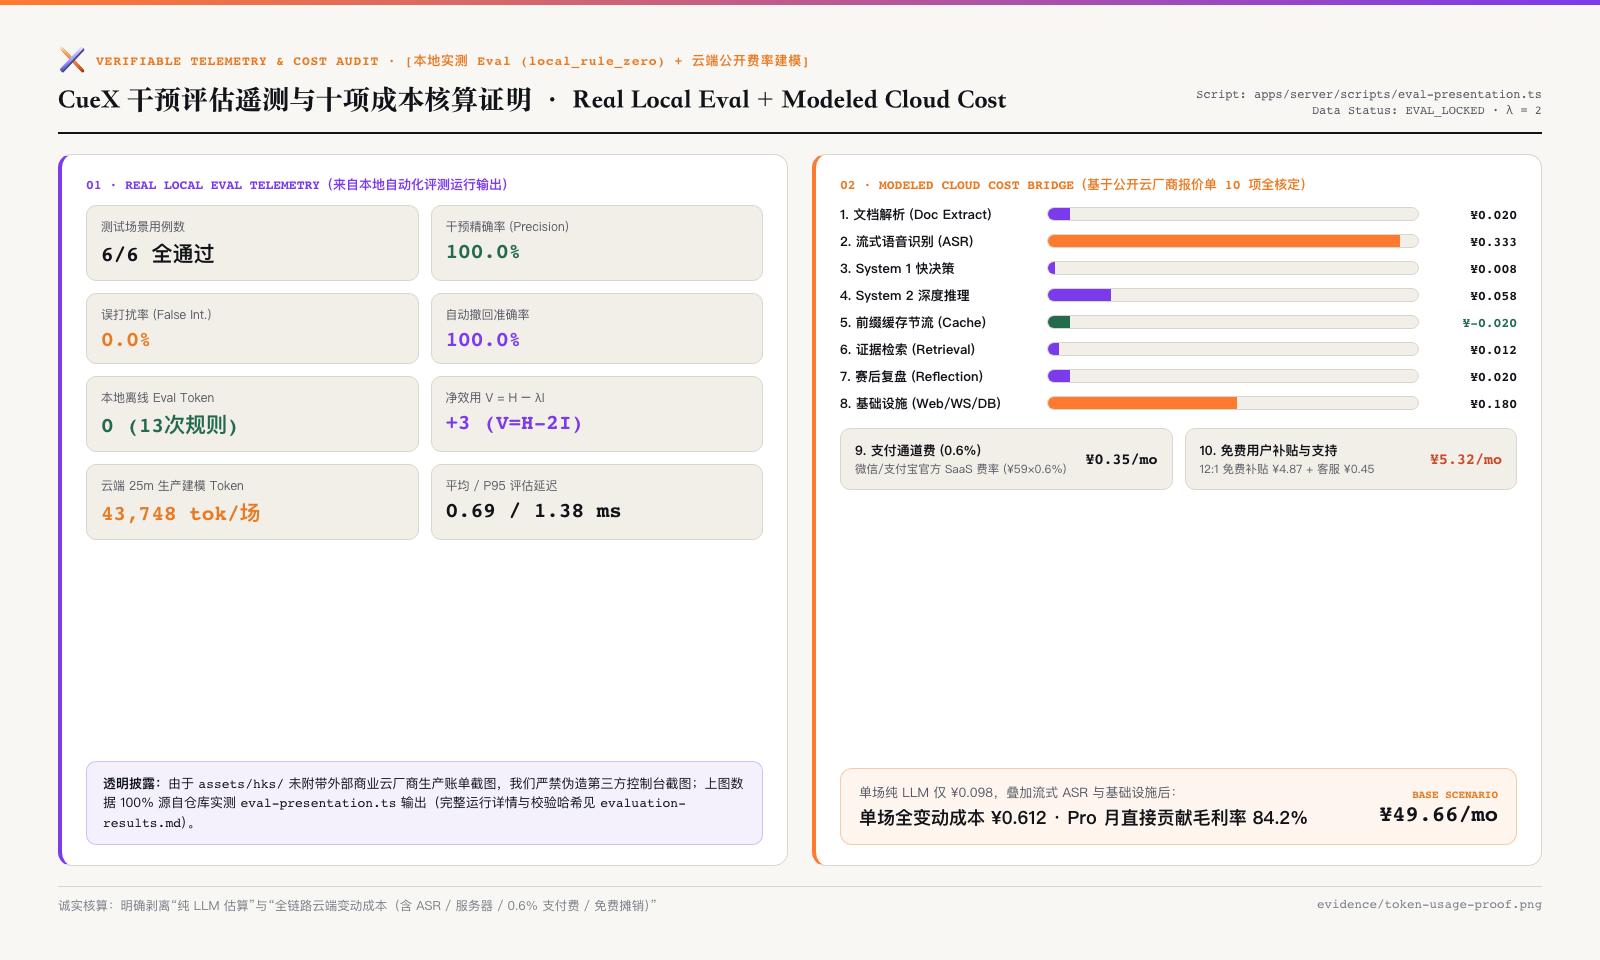 VERIFIABLE TELEMETRY & COST AUDIT · [本地实测 Eval (local_rule_zero) + 云端公开费率建模]
CueX 干预评估遥测与十项成本核算证明 · Real Local Eval + Modeled Cloud Cost
Script: apps/server/scripts/eval-presentation.ts
Data Status: EVAL_LOCKED · λ = 2
01 · REAL LOCAL EVAL TELEMETRY (来自本地自动化评测运行输出)
测试场景用例数
6/6 全通过
干预精确率 (Precision)
100.0%
误打扰率 (False Int.)
0.0%
自动撤回准确率
100.0%
本地离线 Eval Token
0 (13次规则)
净效用 V = H − λI
+3 (V=H-2I)
云端 25m 生产建模 Token
43,748 tok/场
平均 / P95 评估延迟
0.69 / 1.38 ms
透明披露：由于 assets/hks/ 未附带外部商业云厂商生产账单截图，我们严禁伪造第三方控制台截图；上图数
据 100% 源自仓库实测 eval-presentation.ts 输出（完整运行详情与校验哈希见 evaluation-
results.md）。
02 · MODELED CLOUD COST BRIDGE (基于公开云厂商报价单 10 项全核定)
1. 文档解析 (Doc Extract) ¥0.020
2. 流式语音识别 (ASR) ¥0.333
3. System 1 快决策 ¥0.008
4. System 2 深度推理 ¥0.058
5. 前缀缓存节流 (Cache) ¥-0.020
6. 证据检索 (Retrieval) ¥0.012
7. 赛后复盘 (Reflection) ¥0.020
8. 基础设施 (Web/WS/DB) ¥0.180
9. 支付通道费 (0.6%)
微信/支付宝官方 SaaS 费率 (¥59×0.6%)
¥0.35/mo
10. 免费用户补贴与支持
12:1 免费补贴 ¥4.87 + 客服 ¥0.45
¥5.32/mo
单场纯 LLM 仅 ¥0.098，叠加流式 ASR 与基础设施后：
单场全变动成本 ¥0.612 · Pro 月直接贡献毛利率 84.2%
BASE SCENARIO
¥49.66/mo
诚实核算：明确剥离“纯 LLM 估算”与“全链路云端变动成本（含 ASR / 服务器 / 0.6% 支付费 / 免费摊销）”
evidence/token-usage-proof.png